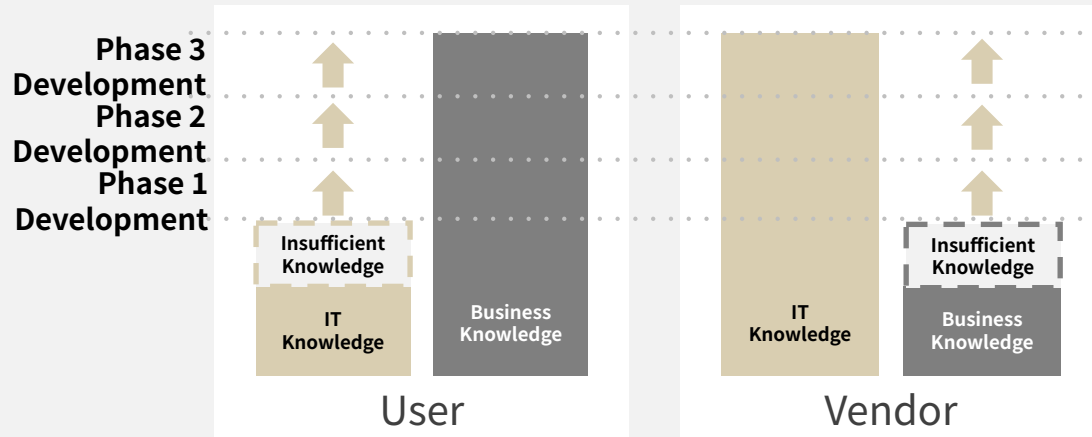 Phase 3
Development
Phase 2
Development
Phase 1
Development
Insufficient
Knowledge
IT
Knowledge
Business
Knowledge
User
IT
Knowledge
Insufficient
Knowledge
Business
Knowledge
Vendor